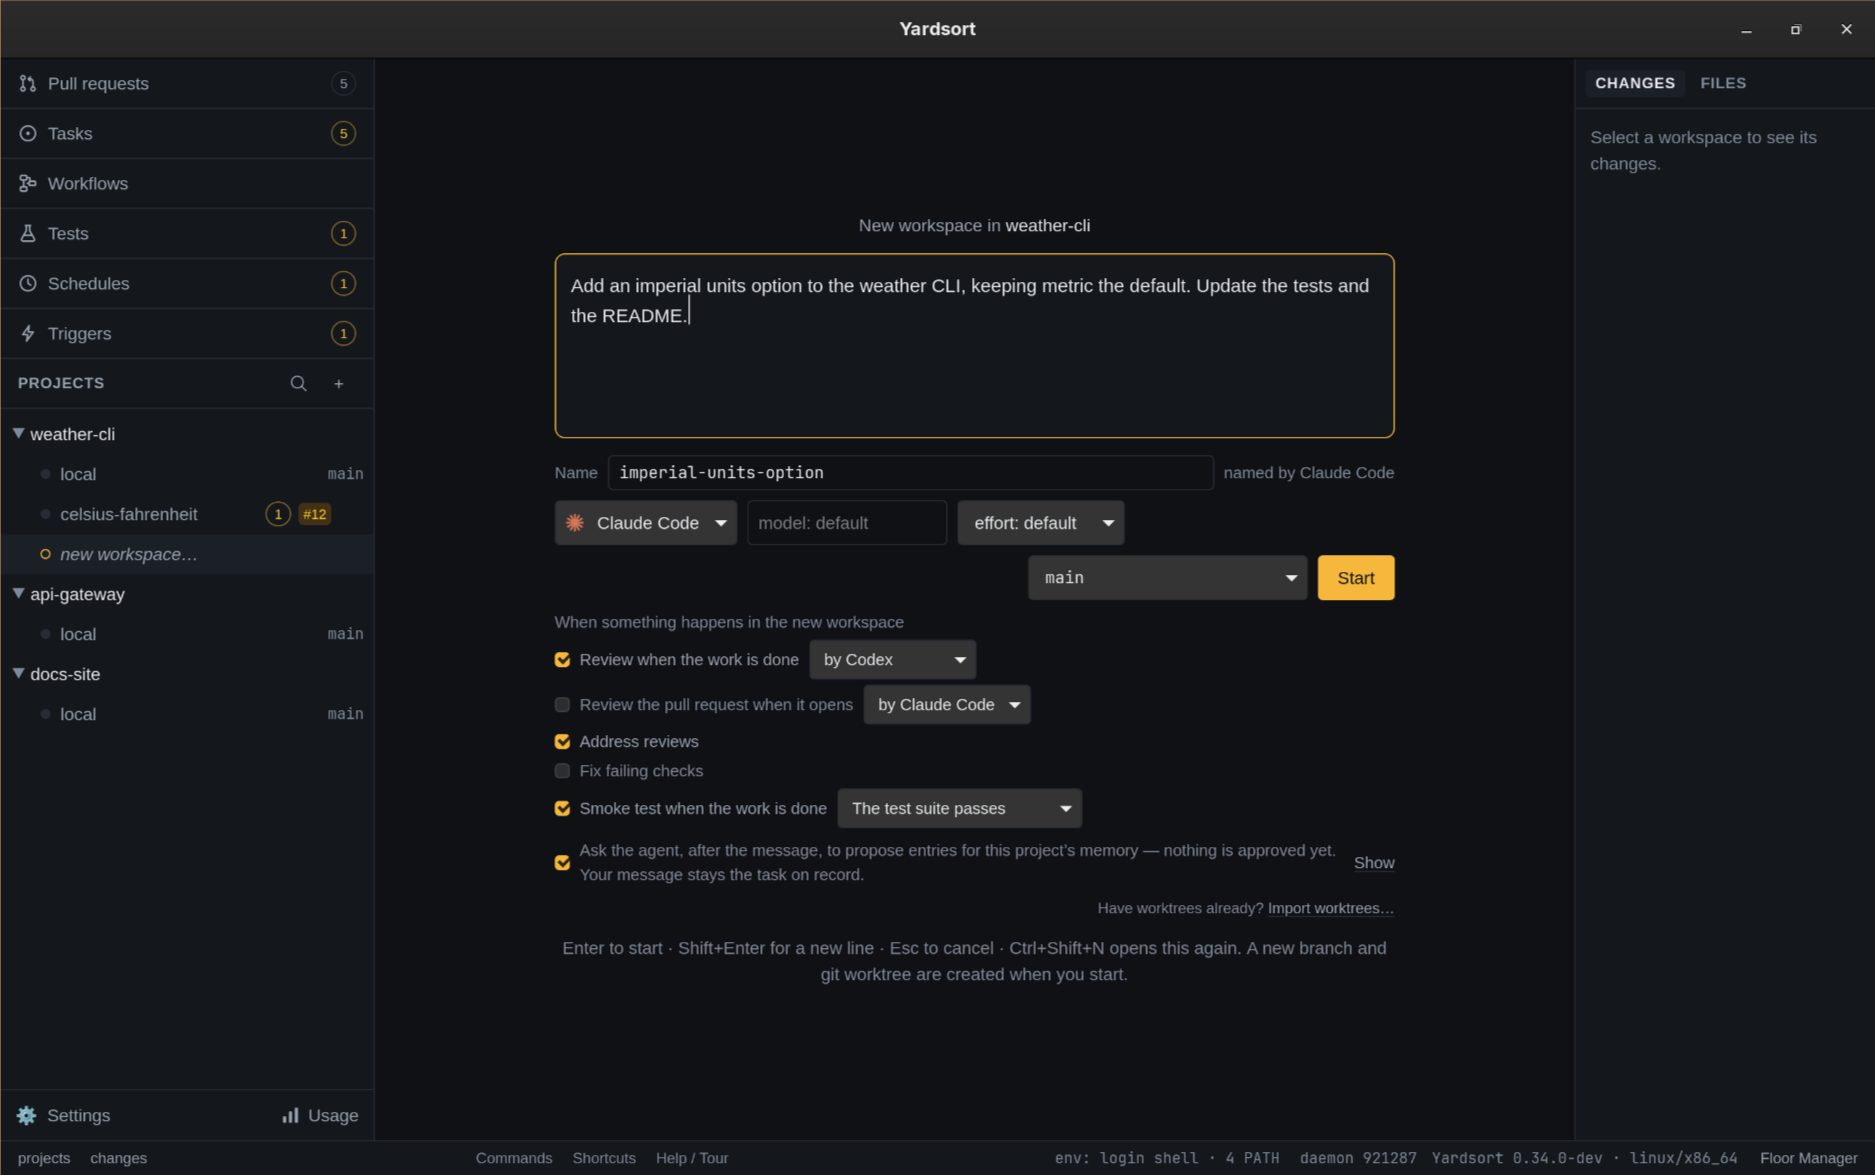 Yardsort
Pull requests 5
Tasks 5
Workflows
Tests 1
Schedules 1
Triggers 1
PROJECTS +
weather-cli
local main
celsius-fahrenheit 1 #12
new workspace…
api-gateway
local main
docs-site
local main
Settings Usage
New workspace in weather-cli
Add an imperial units option to the weather CLI, keeping metric the default. Update the tests and
the README.
Name imperial-units-option named by Claude Code
Claude Code model: default effort: default
main Start
When something happens in the new workspace
Review when the work is done by Codex
Review the pull request when it opens by Claude Code
Address reviews
Fix failing checks
Smoke test when the work is done The test suite passes
Ask the agent, after the message, to propose entries for this project's memory — nothing is approved yet.
Your message stays the task on record.
Show
Have worktrees already? Import worktrees…
Enter to start · Shift+Enter for a new line · Esc to cancel · Ctrl+Shift+N opens this again. A new branch and
git worktree are created when you start.
CHANGES FILES
Select a workspace to see its
changes.
projects changes Commands Shortcuts Help / Tour env: login shell · 4 PATH daemon 921287 Yardsort 0.34.0-dev · linux/x86_64 Floor Manager